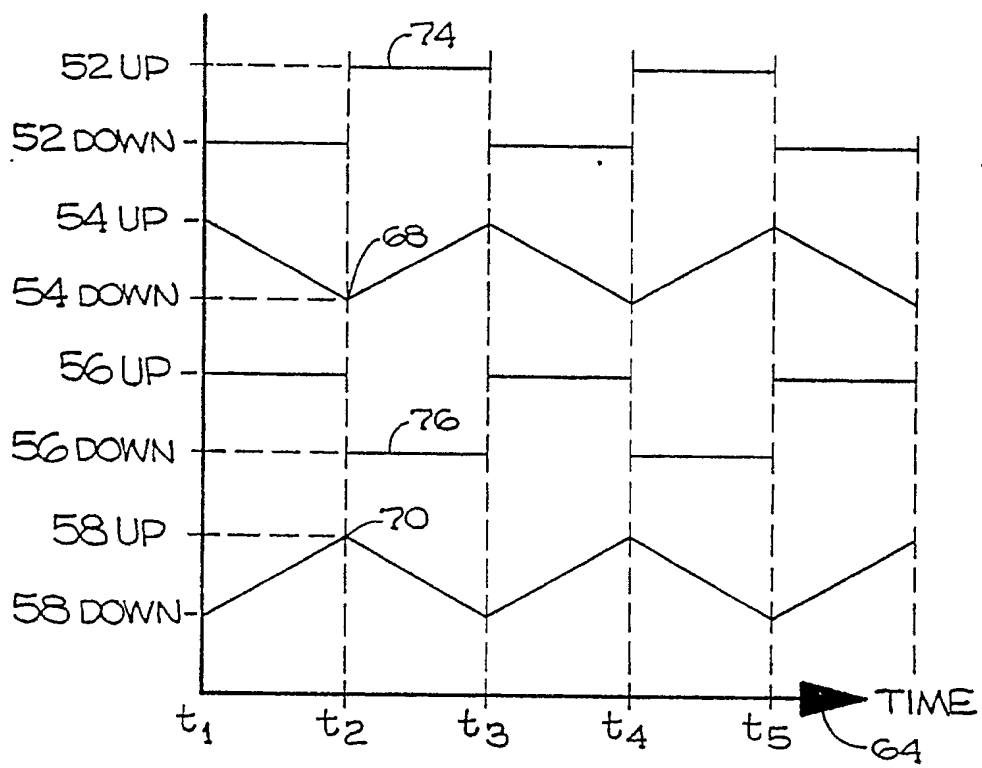 74
52 UP
52 DOWN
54 UP
68
54 DOWN
56 UP
76
56 DOWN
70
58 UP
58 DOWN
TIME
t1 t2 t3 t4 t5
64